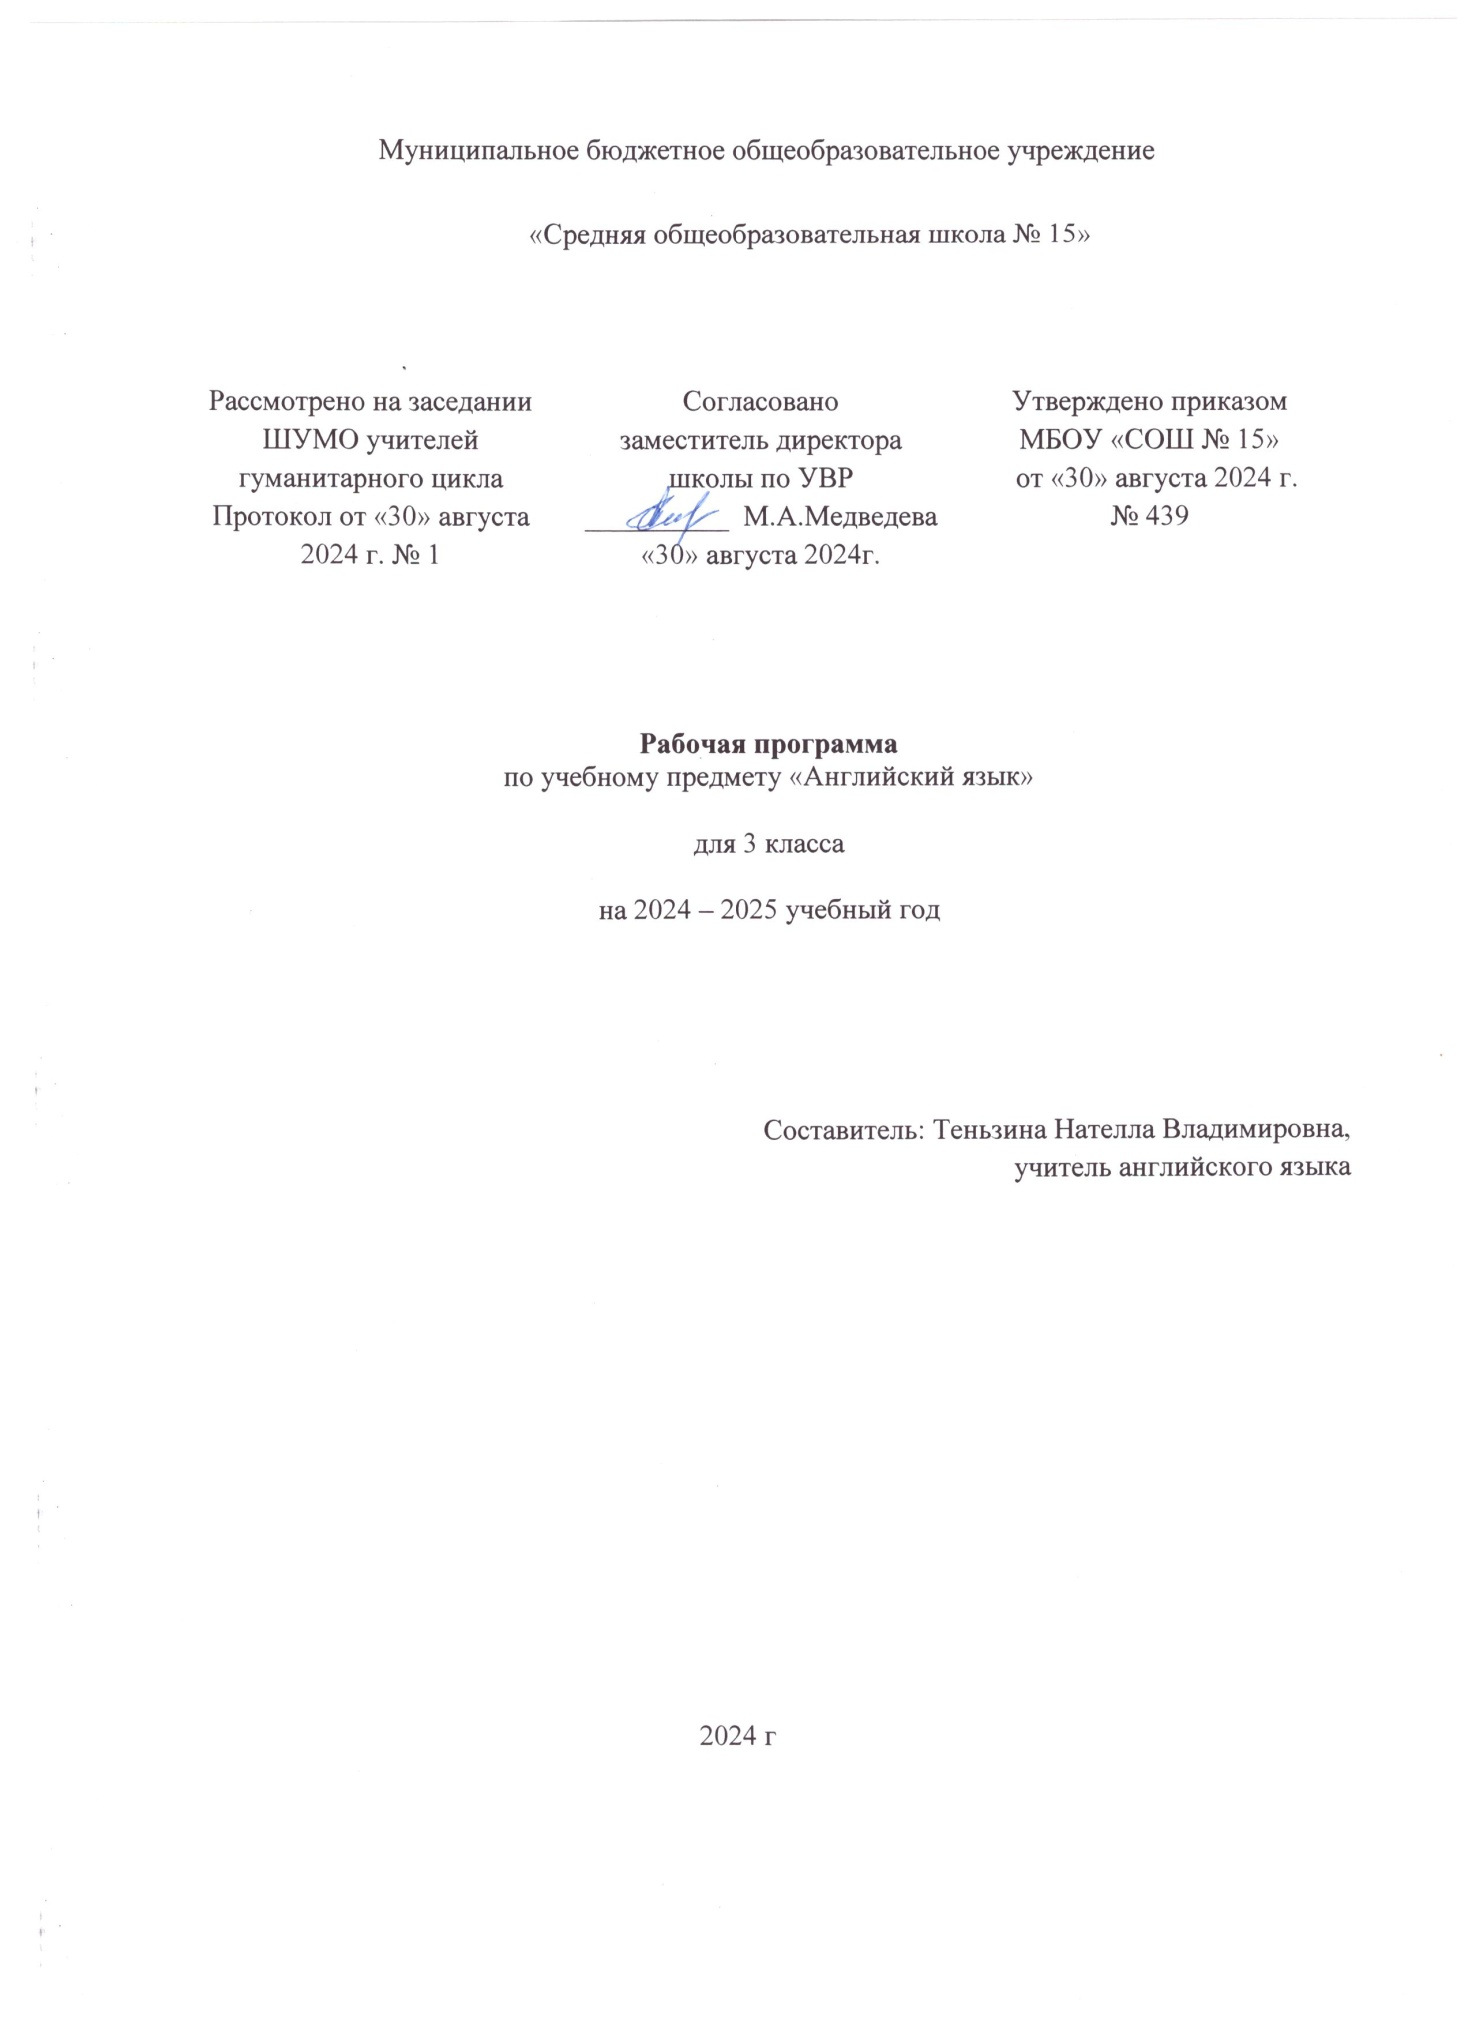 Муниципальное бюджетное общеобразовательное учреждение
«Средняя общеобразовательная школа № 15»
Рассмотрено на заседании
ШУМО учителей
гуманитарного цикла
Протокол от «30» августа
2024 г. № 1
Согласовано
заместитель директора
школы по УВР
___________ М.А.Медведева
«30» августа 2024г.
Утверждено приказом
МБОУ «СОШ № 15»
от «30» августа 2024 г.
№ 439
Рабочая программа
по учебному предмету «Английский язык»
для 3 класса
на 2024 – 2025 учебный год
Составитель: Теньзина Нателла Владимировна,
учитель английского языка
2024 г